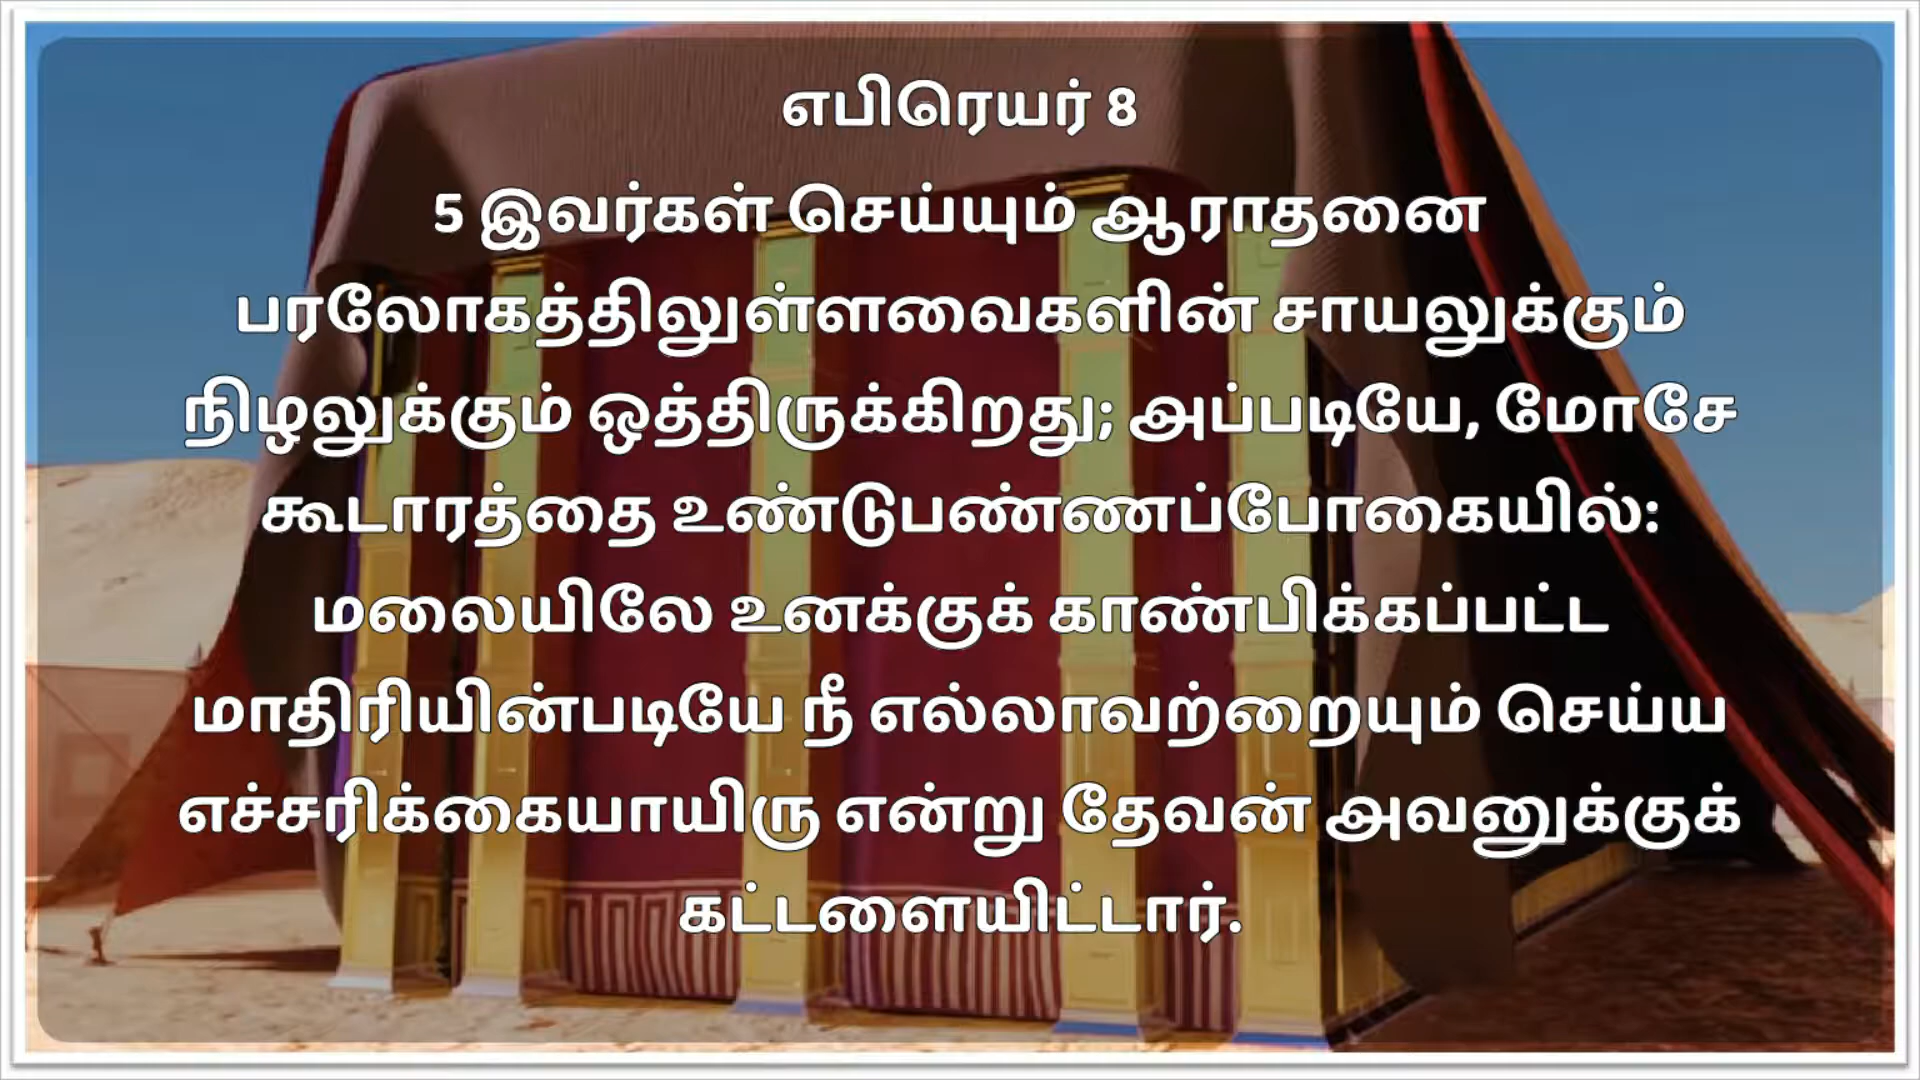 எபிரெயர் 8
5 இவர்கள் செய்யும் ஆராதனை
பரலோகத்திலுள்ளவைகளின் சாயலுக்கும்
நிழலுக்கும் ஒத்திருக்கிறது; அப்படியே, மோசே
கூடாரத்தை உண்டுபண்ணப்போகையில்:
மலையிலே உனக்குக் காண்பிக்கப்பட்ட
மாதிரியின்படியே நீ எல்லாவற்றையும் செய்ய
எச்சரிக்கையாயிரு என்று தேவன் அவனுக்குக்
கட்டளையிட்டார்.